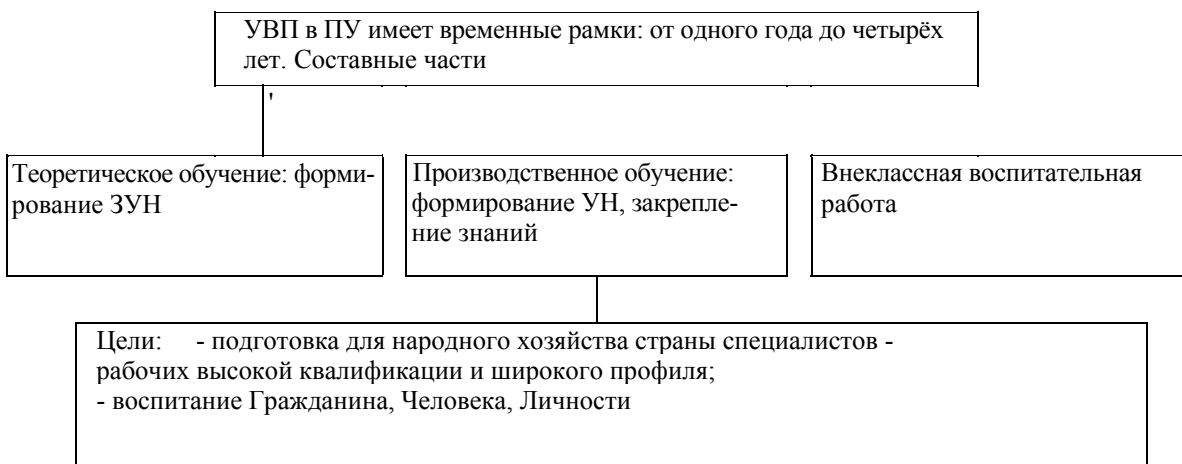 УВП в ПУ имеет временные рамки: от одного года до четырёх
лет. Составные части
Теоретическое обучение: форми-
рование ЗУН
Производственное обучение:
формирование УН, закрепле-
ние знаний
Внеклассная воспитательная
работа
Цели: - подготовка для народного хозяйства страны специалистов -
рабочих высокой квалификации и широкого профиля;
- воспитание Гражданина, Человека, Личности